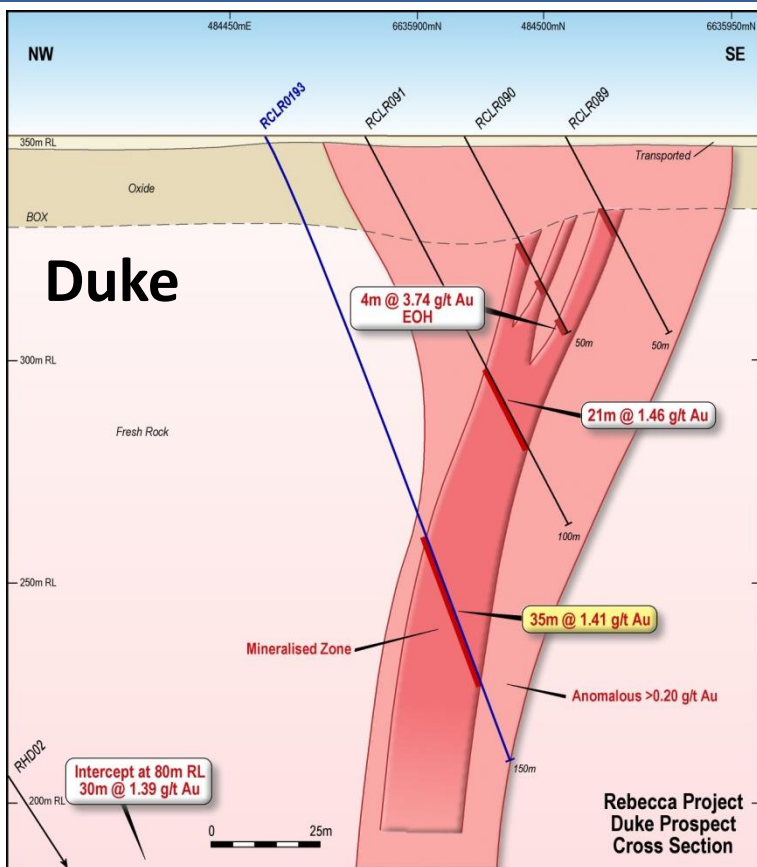 484450mE
6635900mN
484500mN
6635950mN
NW
SE
RCLR0193
RCLR091
RCLR090
RCLR089
350m RL
Transported
Oxide
BOX
Duke
4m @ 3.74 g/t Au
EOH
50m
50m
300m RL
21m @ 1.46 g/t Au
Fresh Rock
100m
250m RL
35m @ 1.41 g/t Au
Mineralised Zone
Anomalous >0.20 g/t Au
RHD02
150m
Intercept at 80m RL
30m @ 1.39 g/t Au
200m RL
0
25m
Rebecca Project
Duke Prospect
Cross Section